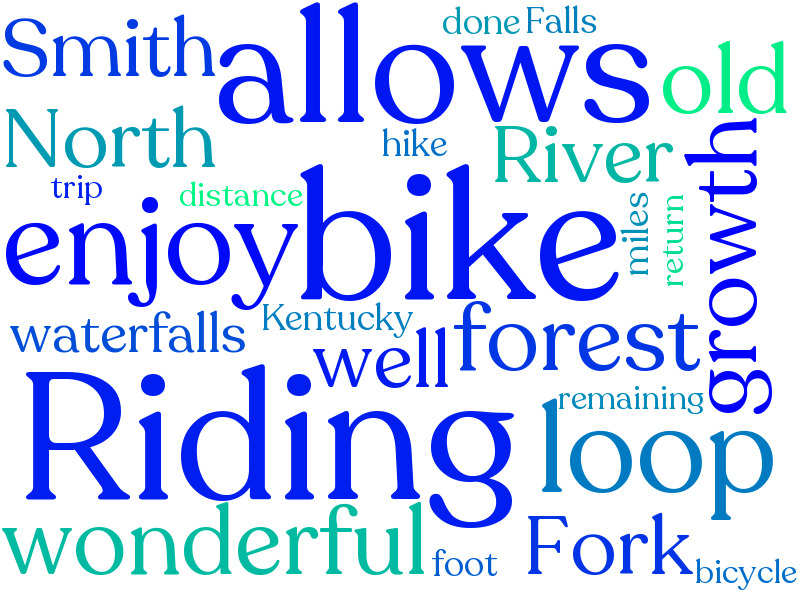 done Falls
Smith allows old
North hike River growth
trip distance miles return
enjoy bike
waterfalls Kentucky well forest
Riding remaining loop
wonderful foot Fork bicycle